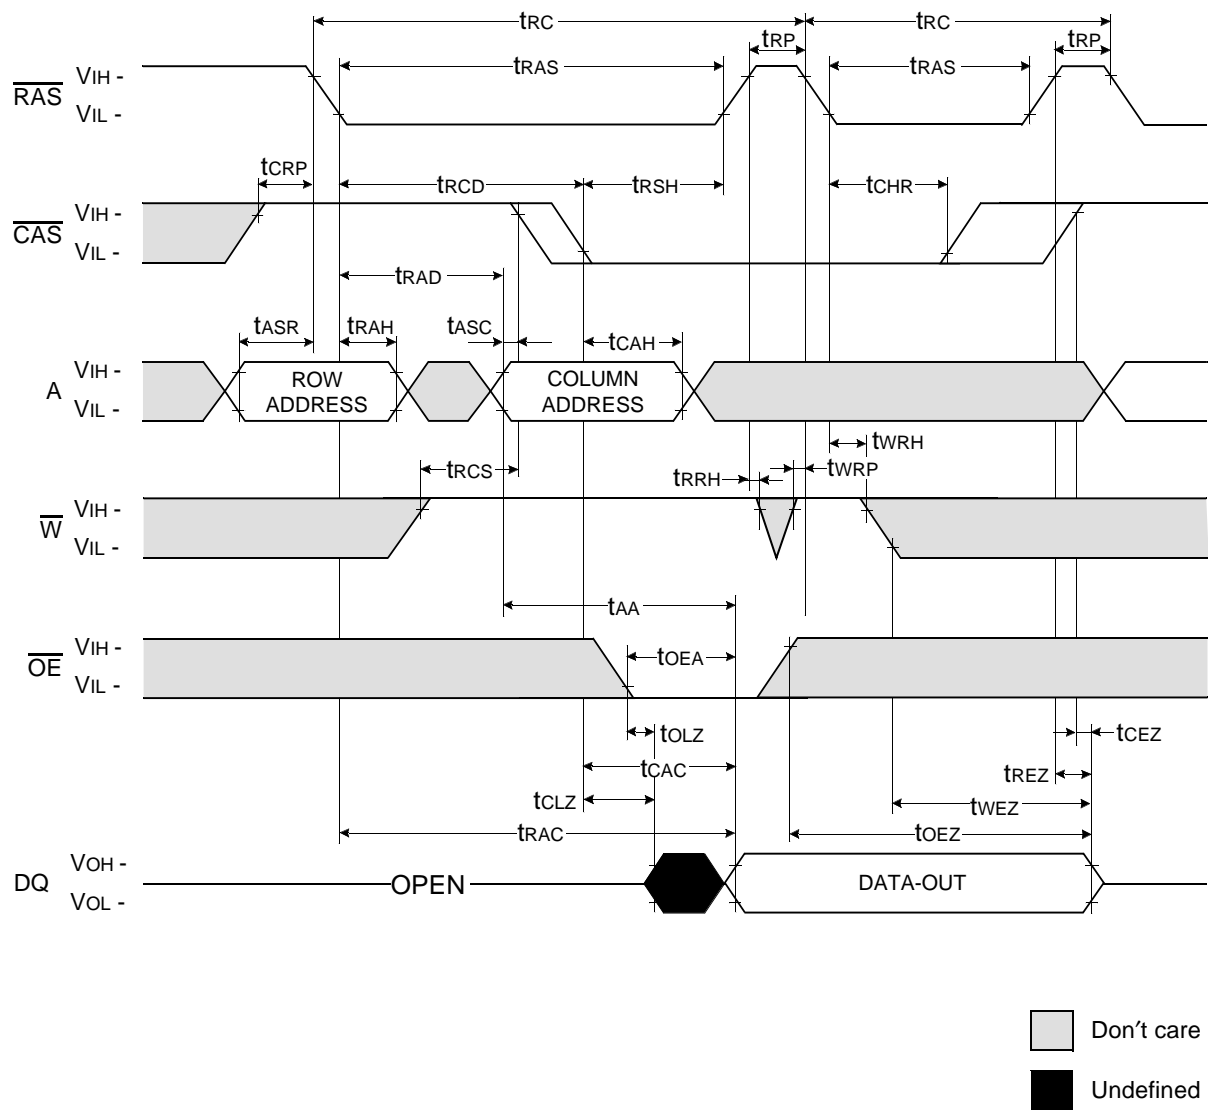 tRC tRC
tRP tRP
tRAS tRAS
RAS VIH -
VIL -
tCRP tRCD tRSH tCHR
CAS VIH -
VIL -
tRAD
tASR tRAH tASC tCAH
A VIH -
VIL -
ROW
ADDRESS
COLUMN
ADDRESS
tWRH
tRCS tRRH tWRP
W VIH -
VIL -
tAA
OE VIH -
VIL -
tOEA
tOLZ tCEZ
tCAC tREZ
tCLZ tWEZ
tRAC tOEZ
DQ VOH -
VOL -
OPEN DATA-OUT
Don′t care
Undefined